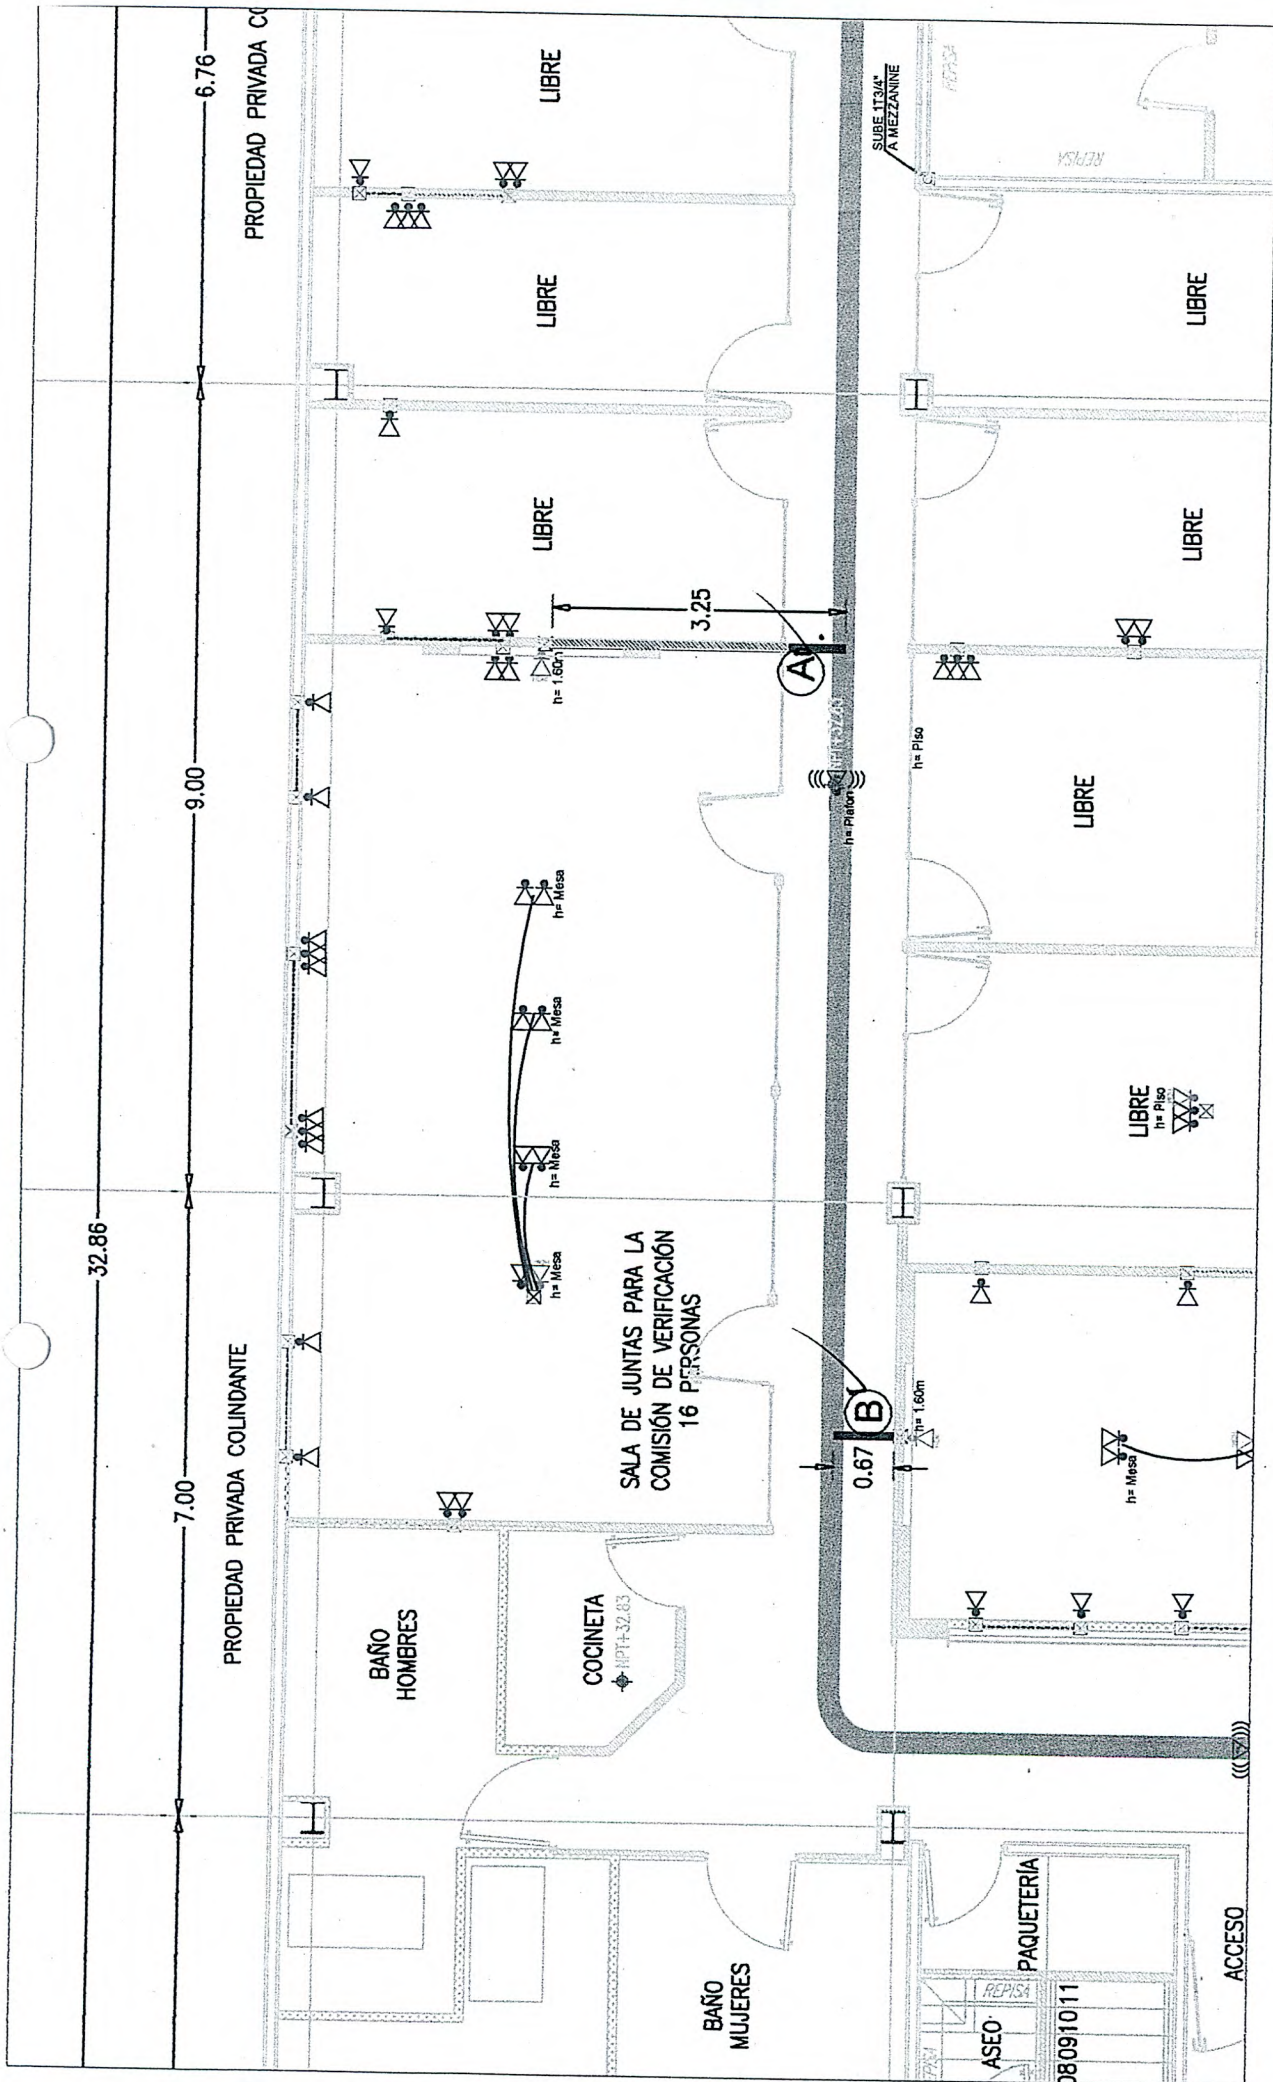 6.76
9.00
32.86
7.00
PROPIEDAD PRIVADA CO
PROPIEDAD PRIVADA COLINDANTE
LIBRE
LIBRE
LIBRE
3.25
h= 1.60m
A
SUBE 1T3/4"
A MEZZANINE
REPISA
REPISA
LIBRE
LIBRE
LIBRE
h= Piso
h= Plafon
h= Mesa
h= Mesa
h= Mesa
h= Mesa
LIBRE
h= Piso
SALA DE JUNTAS PARA LA
COMISIÓN DE VERIFICACIÓN
16 PERSONAS
B
0.67
h= 1.60m
h= Mesa
BAÑO
HOMBRES
COCINETA
NPT+32.83
BAÑO
MUJERES
PAQUETERÍA
REPISA
ASEO
08091011
ACCESO